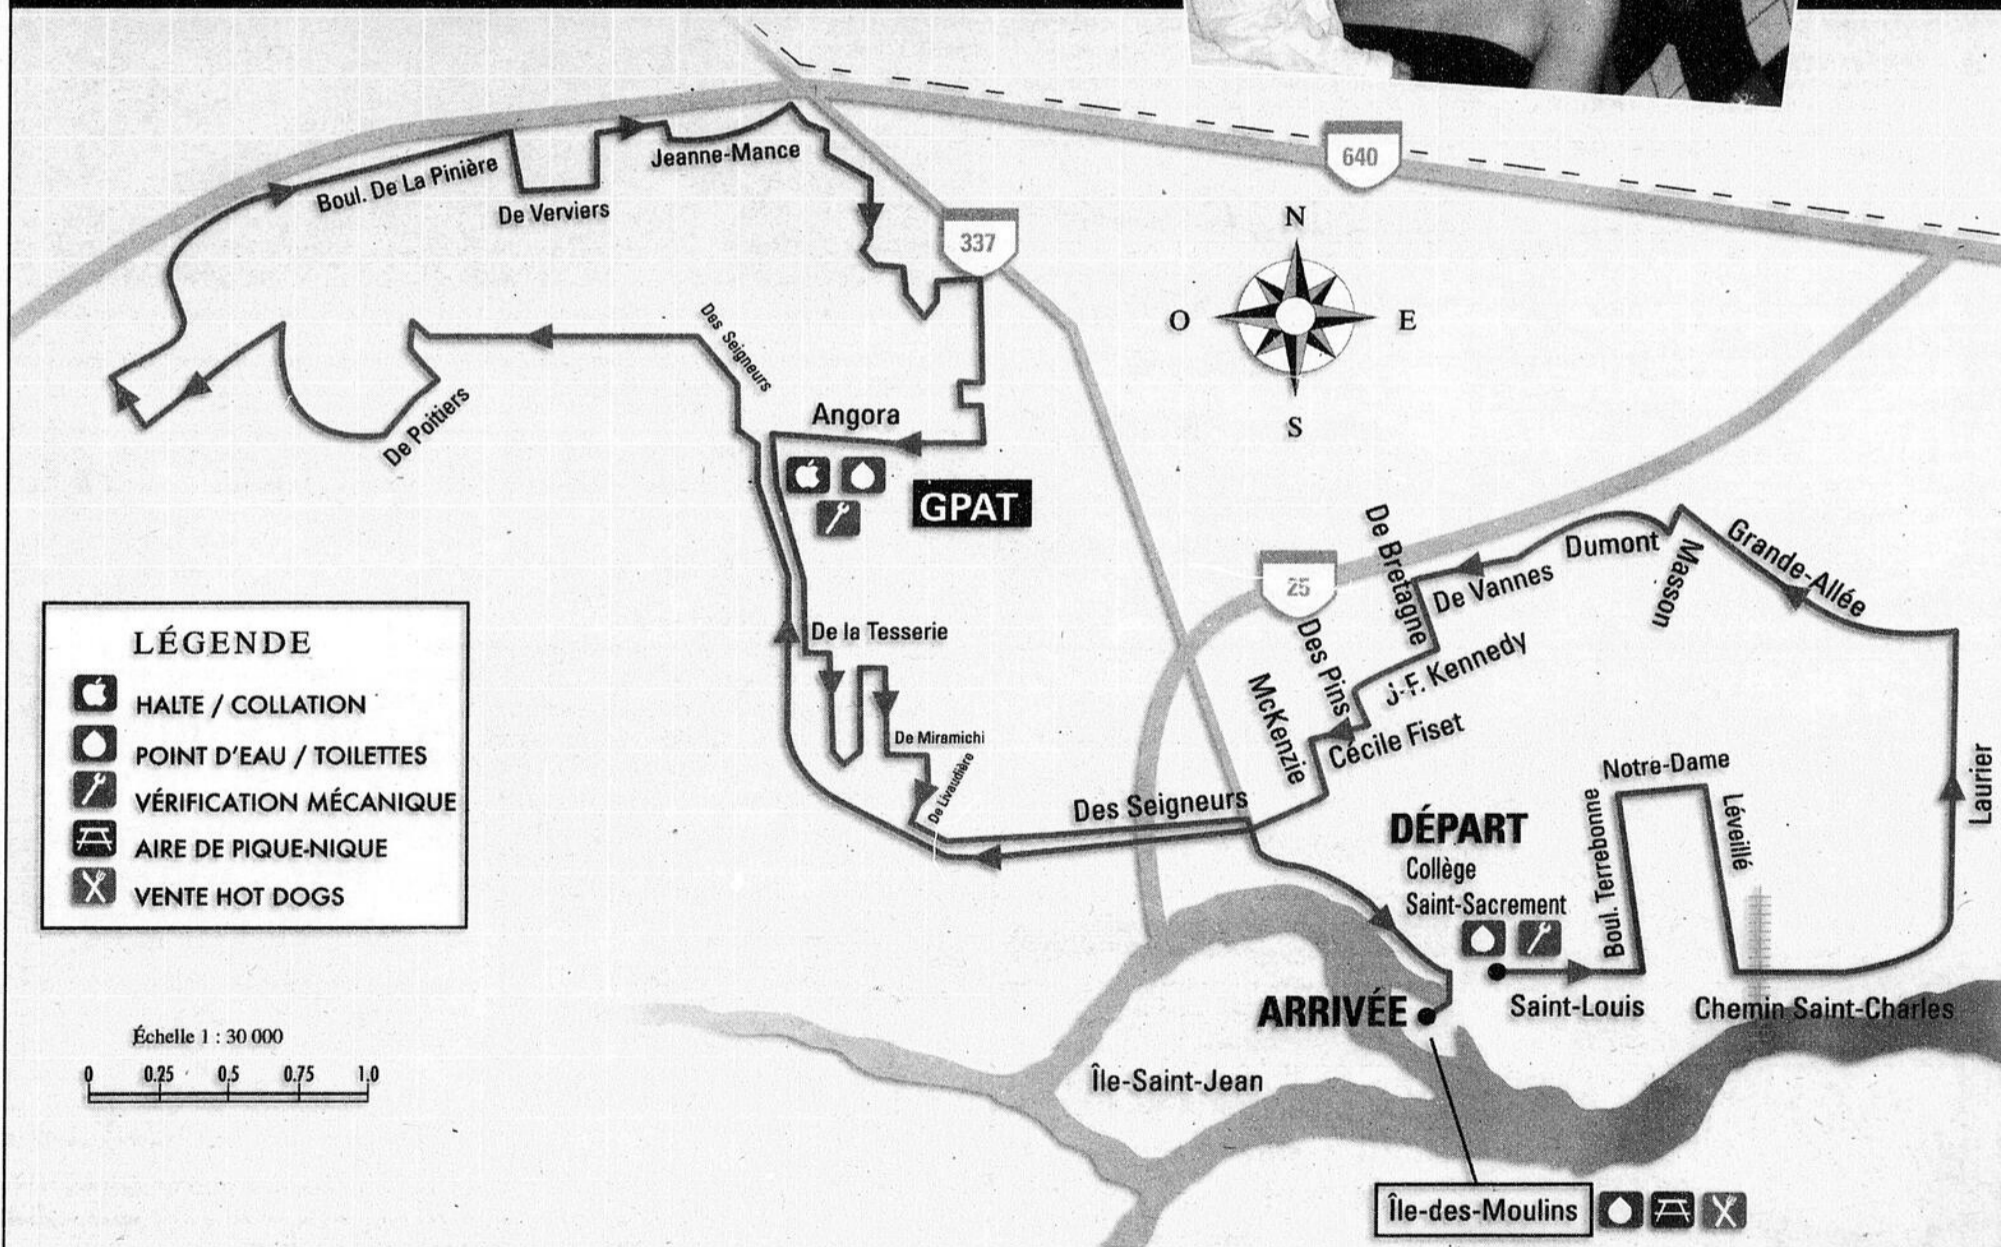 640
Boul. De La Pinière
Jeanne-Mance
De Verviers
337
N
O
E
S
Des Seigneurs
De Poitiers
Angora
GPAT
De Bretagne
Dumont
Masson
Grande-Allée
25
De Vannes
Des Pins
J-F. Kennedy
McKenzie
Cécile Fiset
De la Tesserie
De Miramichi
De Livaudière
Des Seigneurs
LÉGENDE
HALTE / COLLATION
POINT D'EAU / TOILETTES
VÉRIFICATION MÉCANIQUE
AIRE DE PIQUE-NIQUE
VENTE HOT DOGS
DÉPART
Collège
Saint-Sacrement
Boul. Terrebonne
Notre-Dame
Léveillé
Laurier
ARRIVÉE
Saint-Louis
Chemin Saint-Charles
Échelle 1 : 30 000
0 0.25 0.5 0.75 1.0
Île-Saint-Jean
Île-des-Moulins